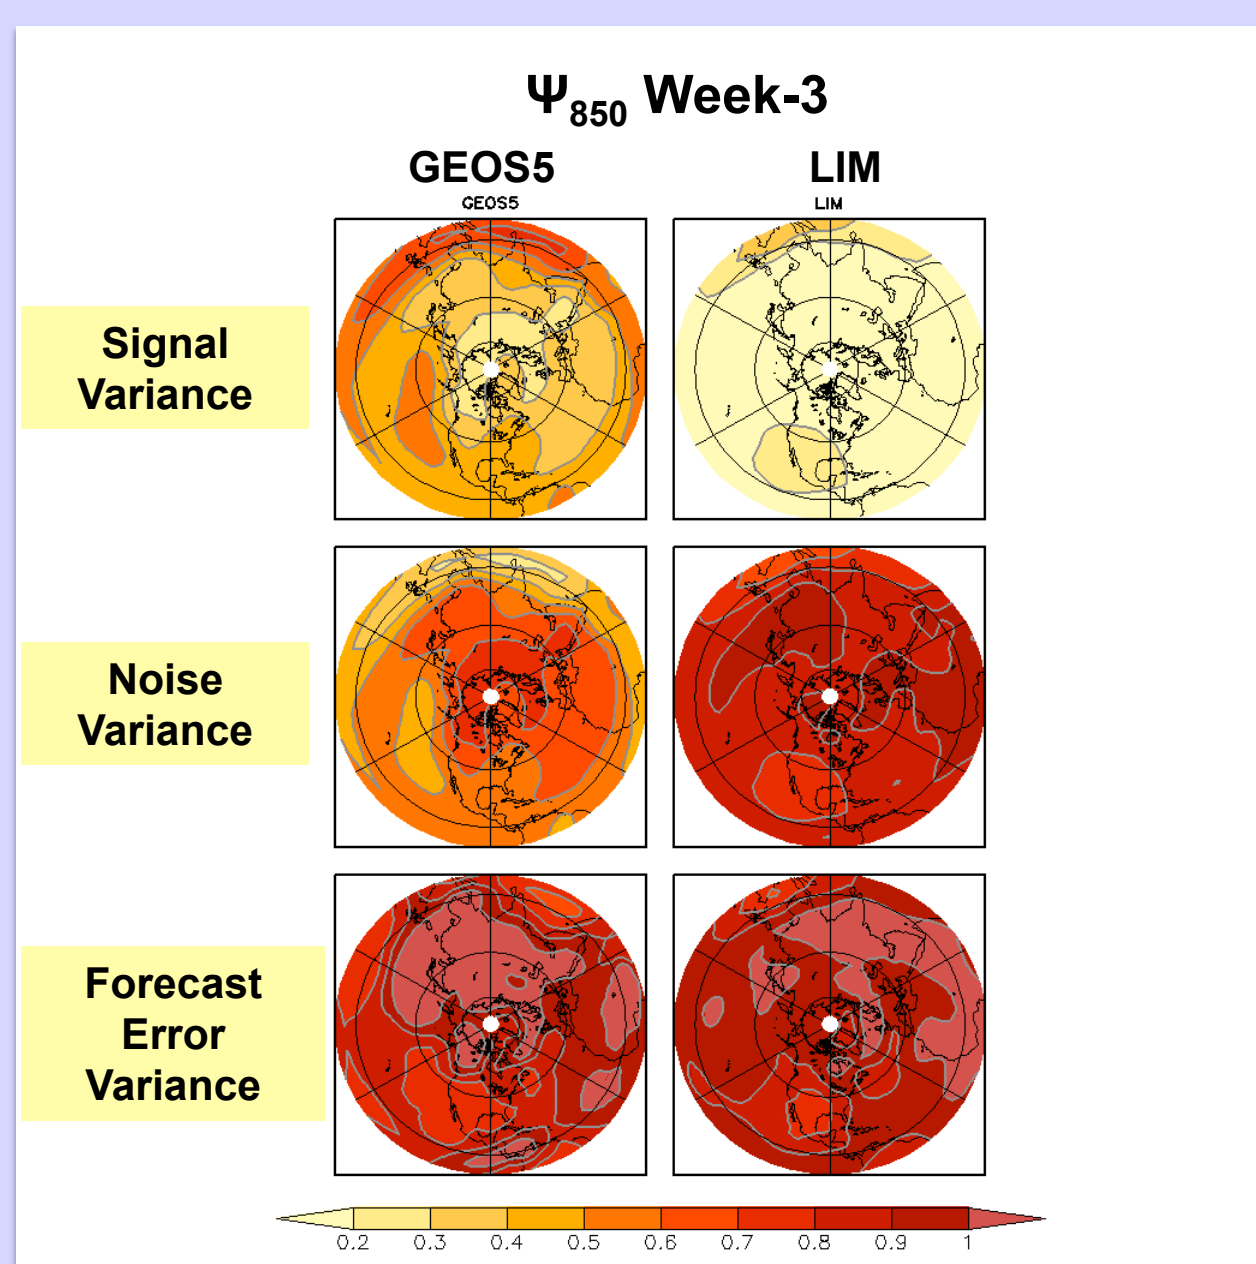 Ψ850 Week-3
GEOS5 LIM
GEOS5 LIM
Signal
Variance
Noise
Variance
Forecast
Error
Variance
0.2 0.3 0.4 0.5 0.6 0.7 0.8 0.9 1